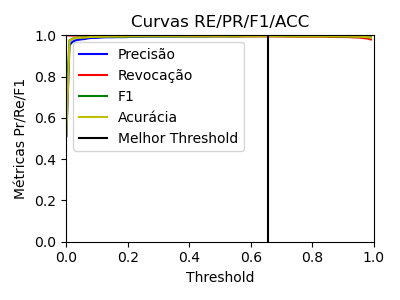 Curvas RE/PR/F1/ACC
Métricas Pr/Re/F1
1.0
0.8
0.6
0.4
0.2
0.0
Precisão
Revocação
F1
Acurácia
Melhor Threshold
0.0 0.2 0.4 0.6 0.8 1.0
Threshold